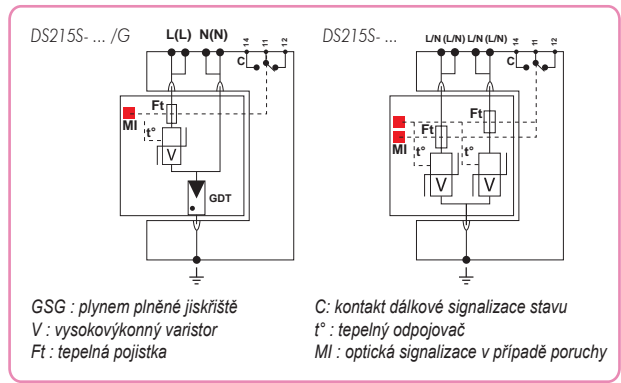 DS215S- ... /G
L(L) N(N)
14 11 12
C
Ft
MI
t°
V
GDT
DS215S- ...
L/N (L/N) L/N (L/N)
14 11 12
C
Ft
Ft
MI
t° t°
V V
GSG : plynem plněné jiskřiště
V : vysokovýkonný varistor
Ft : tepelná pojistka
C: kontakt dálkové signalizace stavu
t° : tepelný odpojovač
MI : optická signalizace v případě poruchy